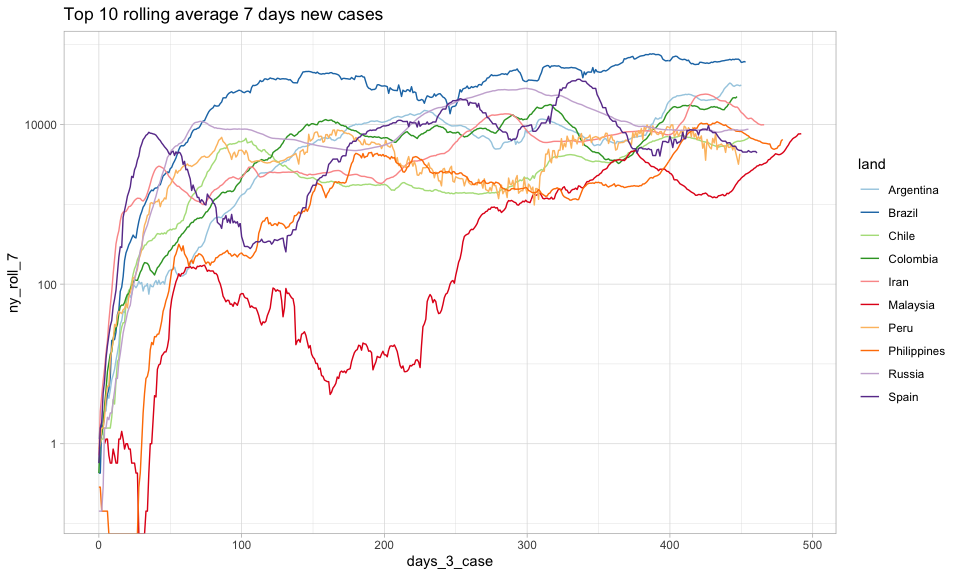 Top 10 rolling average 7 days new cases
ny_roll_7
10000
100
1
0
100
200
300
400
500
days_3_case
land
Argentina
Brazil
Chile
Colombia
Iran
Malaysia
Peru
Philippines
Russia
Spain